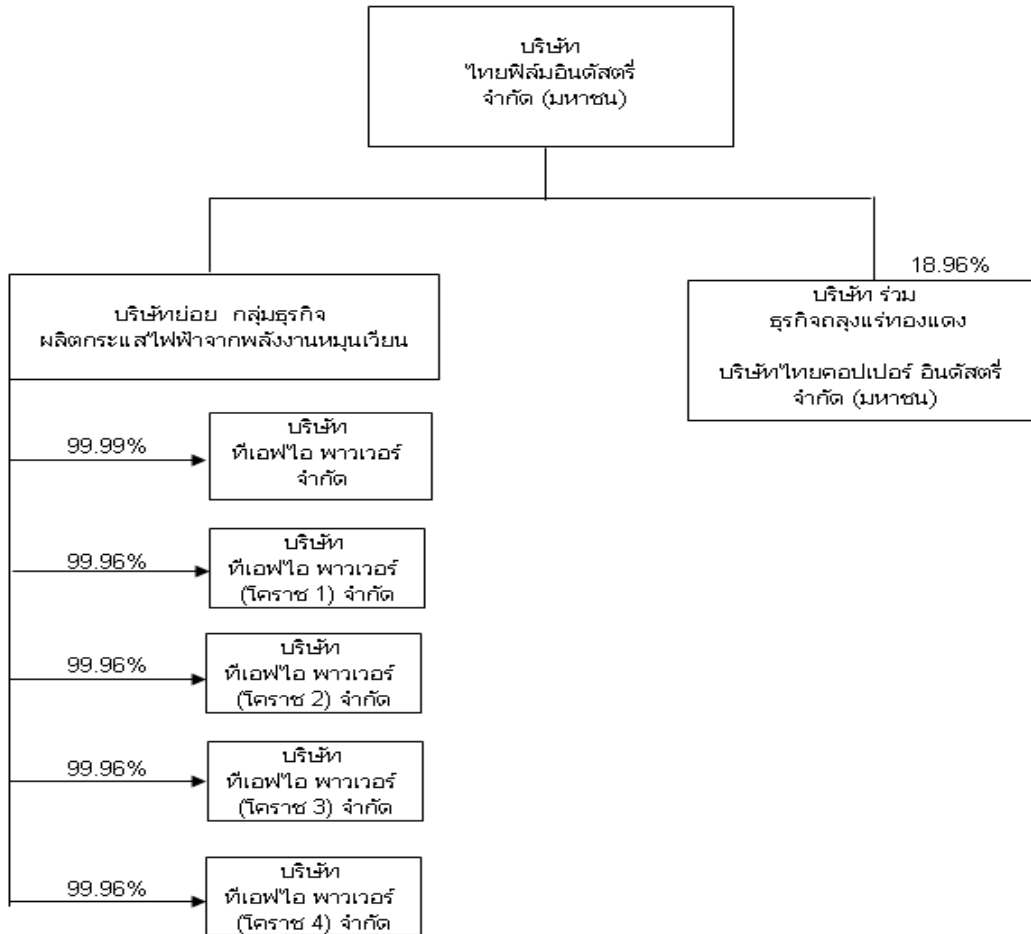 บริษัท
ไทยฟิล์มอินดัสตรี่
จำกัด (มหาชน)
18.96%
บริษัทย่อย กลุ่มธุรกิจ
ผลิตกระแสไฟฟ้าจากพลังงานหมุนเวียน
บริษัท ร่วม
ธุรกิจถลุงแร่ทองแดง
บริษัทไทยคอปเปอร์ อินดัสตรี่
จำกัด (มหาชน)
99.99%
บริษัท
ทีเอฟไอ พาวเวอร์
จำกัด
99.96%
บริษัท
ทีเอฟไอ พาวเวอร์
(โคราช 1) จำกัด
99.96%
บริษัท
ทีเอฟไอ พาวเวอร์
(โคราช 2) จำกัด
99.96%
บริษัท
ทีเอฟไอ พาวเวอร์
(โคราช 3) จำกัด
99.96%
บริษัท
ทีเอฟไอ พาวเวอร์
(โคราช 4) จำกัด